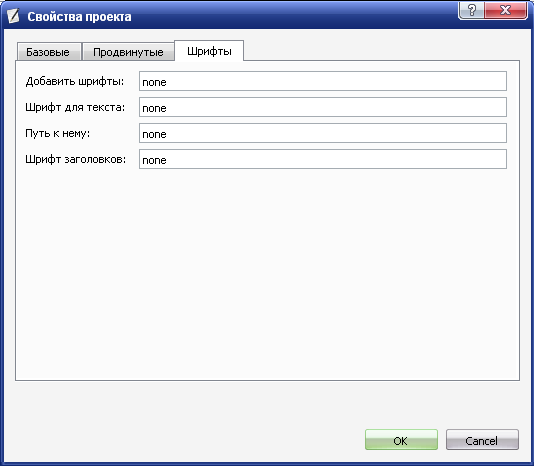 Свойства проекта
?
Базовые Продвинутые Шрифты
Добавить шрифты: none
Шрифт для текста: none
Путь к нему: none
Шрифт заголовков: none
OK Cancel